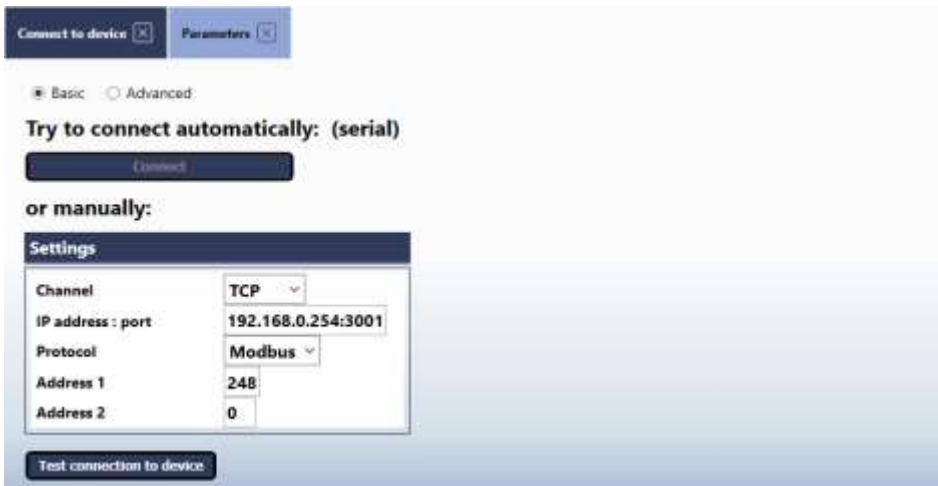 Connect to device Parameters
Basic Advanced
Try to connect automatically: (serial)
Connect
or manually:
Settings
Channel TCP
IP address : port 192.168.0.254:3001
Protocol Modbus
Address 1 248
Address 2 0
Test connection to device